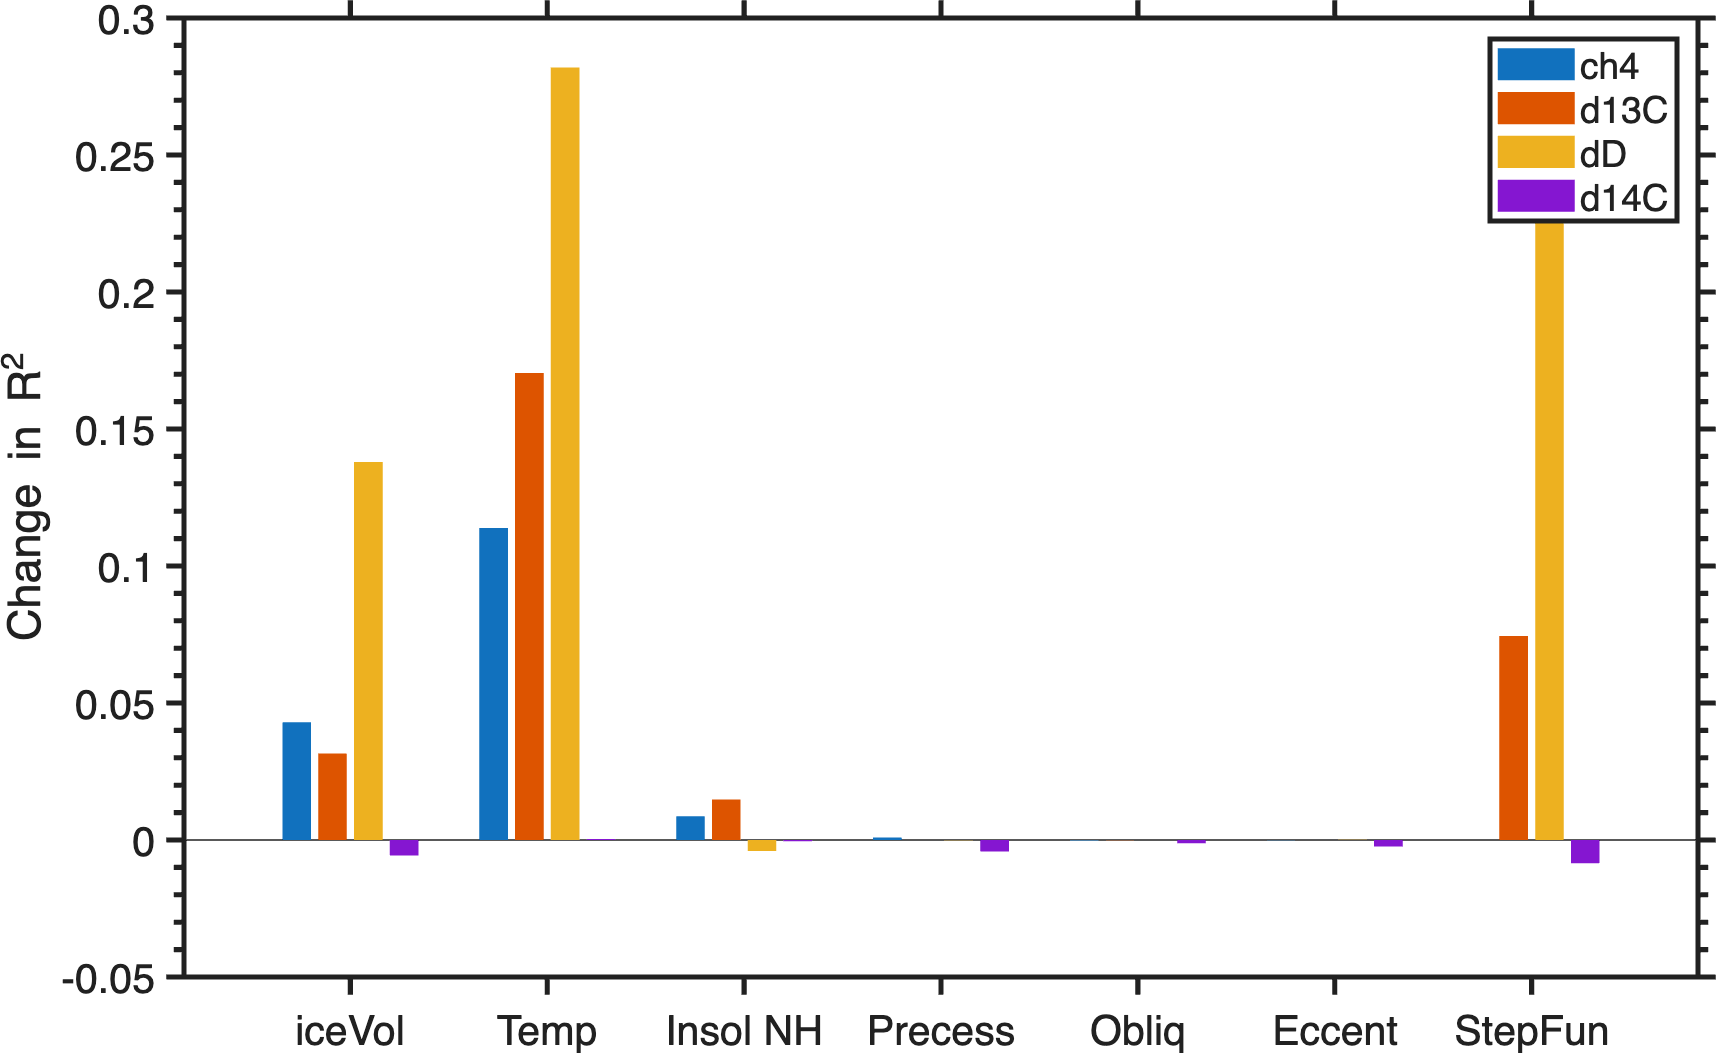 0.3
0.25
0.2
0.15
0.1
0.05
0
-0.05
Change in R²
ch4
d13C
dD
d14C
iceVol Temp Insol NH Precess Obliq Eccent StepFun